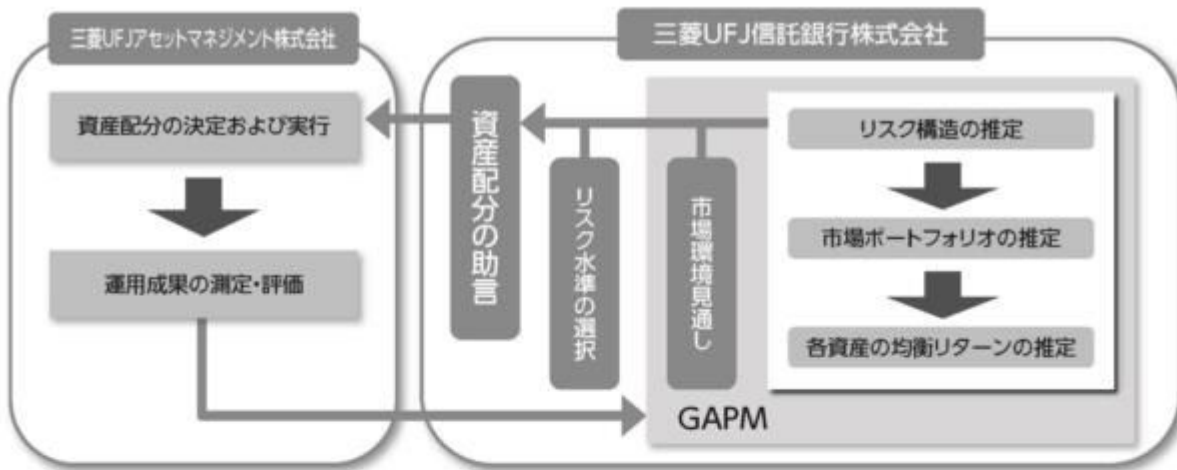 三菱UFJアセットマネジメント株式会社
資産配分の決定および実行
運用成果の測定・評価
三菱UFJ信託銀行株式会社
資産配分の助言
リスク水準の選択
市場環境見通し
リスク構造の推定
市場ポートフォリオの推定
各資産の均衡リターンの推定
GAPM